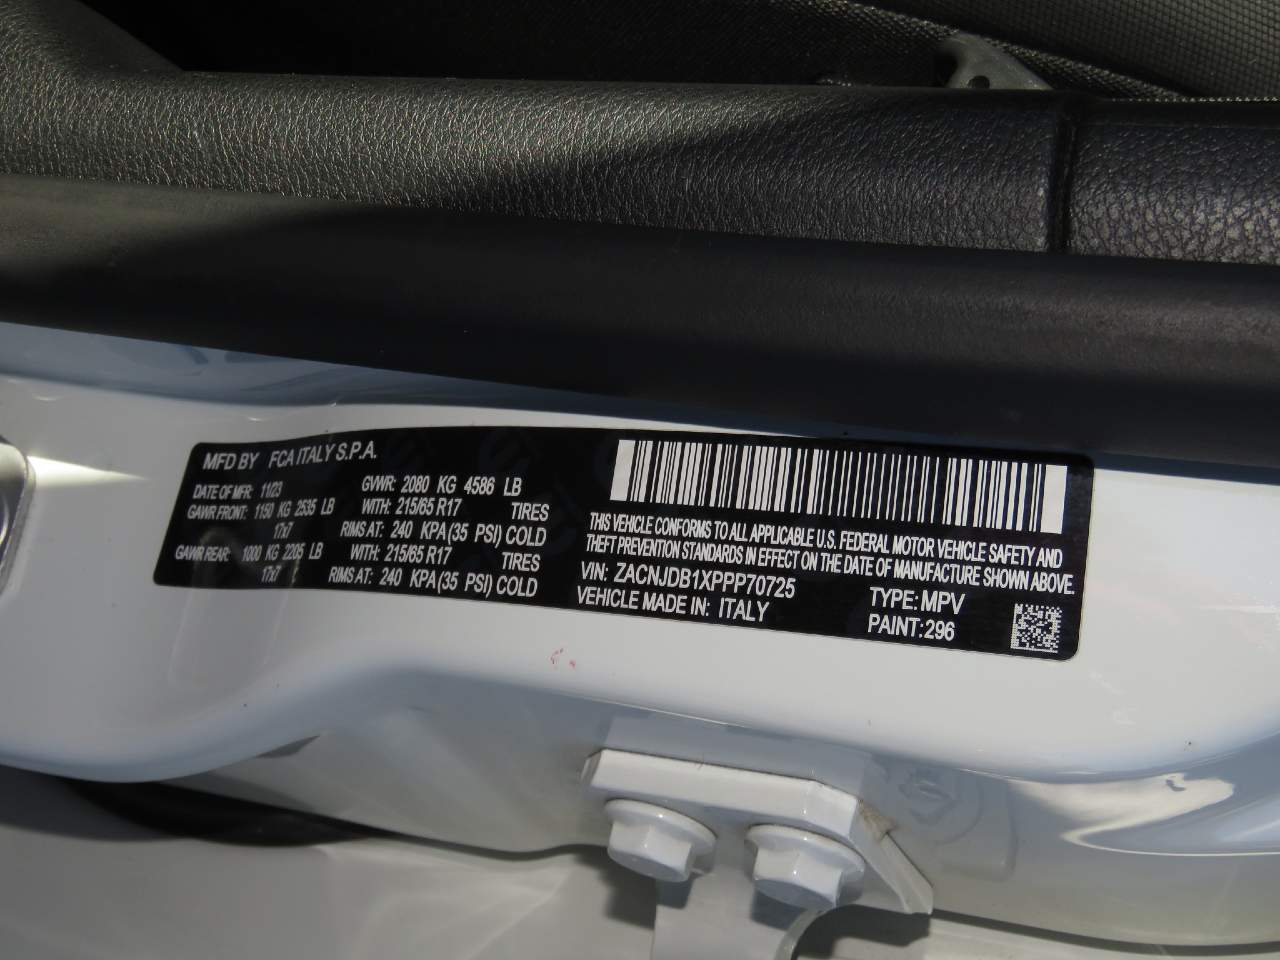 MFD BY FCA ITALY S.P.A.
DATE OF MFR: 11/23 GVWR: 2080 KG 4586 LB
GAWR FRONT: 1150 KG 2535 LB WITH: 215/65 R17 TIRES
17x7 RIMS AT: 240 KPA(35 PSI) COLD
GAWR REAR: 1000 KG 2205 LB WITH: 215/65 R17 TIRES
17x7 RIMS AT: 240 KPA(35 PSI) COLD
THIS VEHICLE CONFORMS TO ALL APPLICABLE U.S. FEDERAL MOTOR VEHICLE SAFETY AND
THEFT PREVENTION STANDARDS IN EFFECT ON THE DATE OF MANUFACTURE SHOWN ABOVE.
VIN: ZACNJDB1XPPP70725 TYPE: MPV
VEHICLE MADE IN: ITALY PAINT: 296